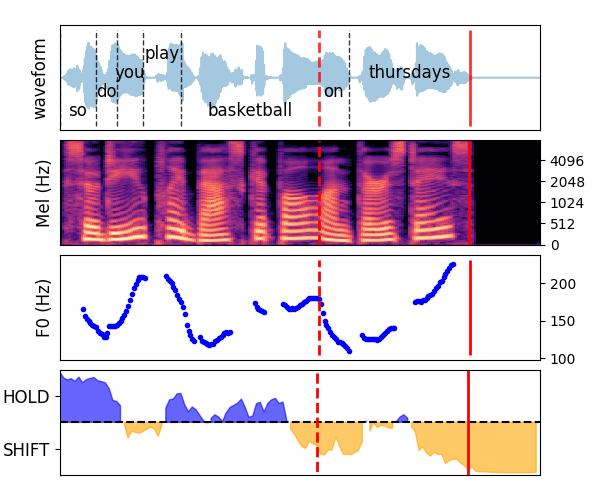 waveform
play
you
thursdays
do
on
so
basketball
Mel (Hz)
4096
2048
1024
512
0
F0 (Hz)
200
150
100
HOLD
SHIFT